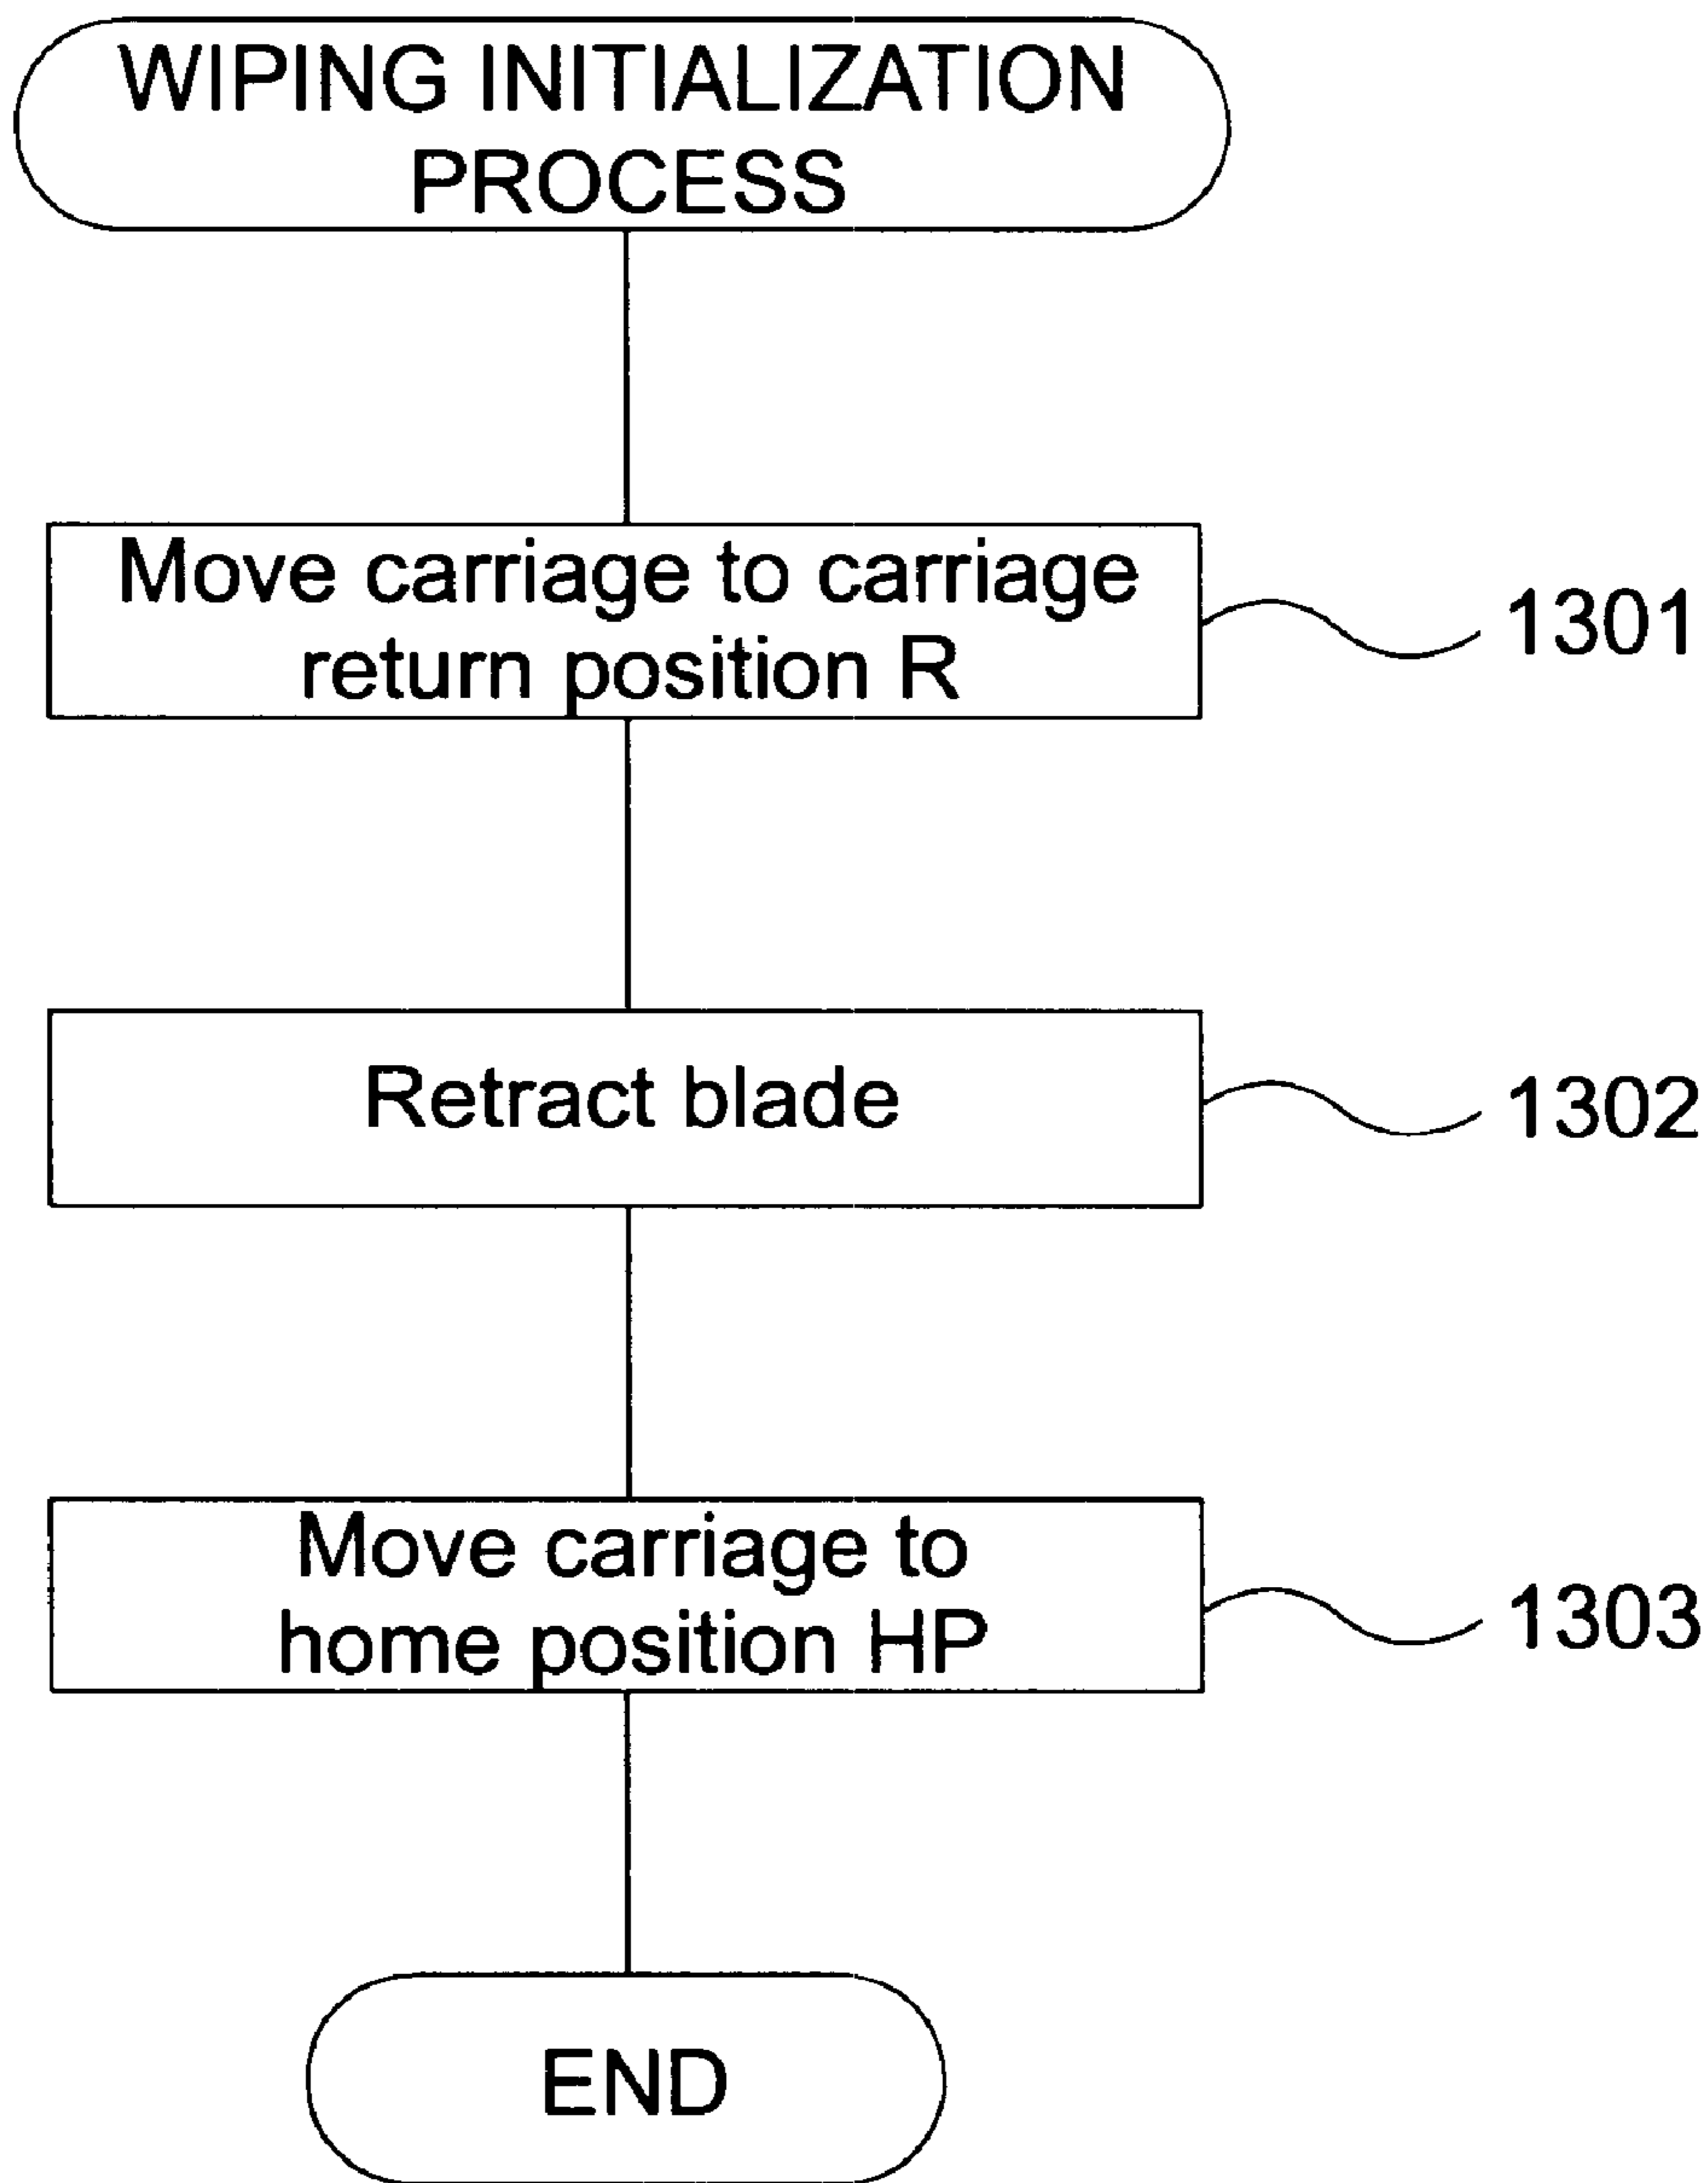 WIPING INITIALIZATION
PROCESS
Move carriage to carriage
return position R
1301
Retract blade
1302
Move carriage to
home position HP
1303
END